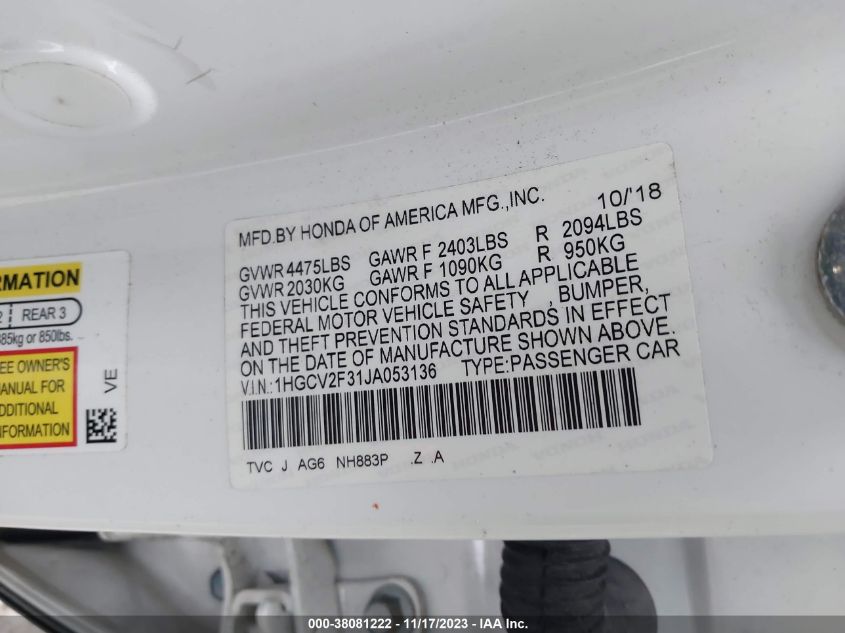 MFD.BY HONDA OF AMERICA MFG.,INC. 10/'18
GVWR 4475LBS GAWR F 2403LBS R 2094LBS
GVWR 2030KG GAWR F 1090KG R 950KG
THIS VEHICLE CONFORMS TO ALL APPLICABLE
FEDERAL MOTOR VEHICLE SAFETY , BUMPER,
AND THEFT PREVENTION STANDARDS IN EFFECT
ON THE DATE OF MANUFACTURE SHOWN ABOVE.
V.I.N.:1HGCV2F31JA053136 TYPE:PASSENGER CAR
TVC J AG6 NH883P .Z .A
RMATION
2 REAR 3
385kg or 850lbs.
EE OWNER'S
MANUAL FOR
ADDITIONAL
NFORMATION
VE
000-38081222 - 11/17/2023 - IAA Inc.